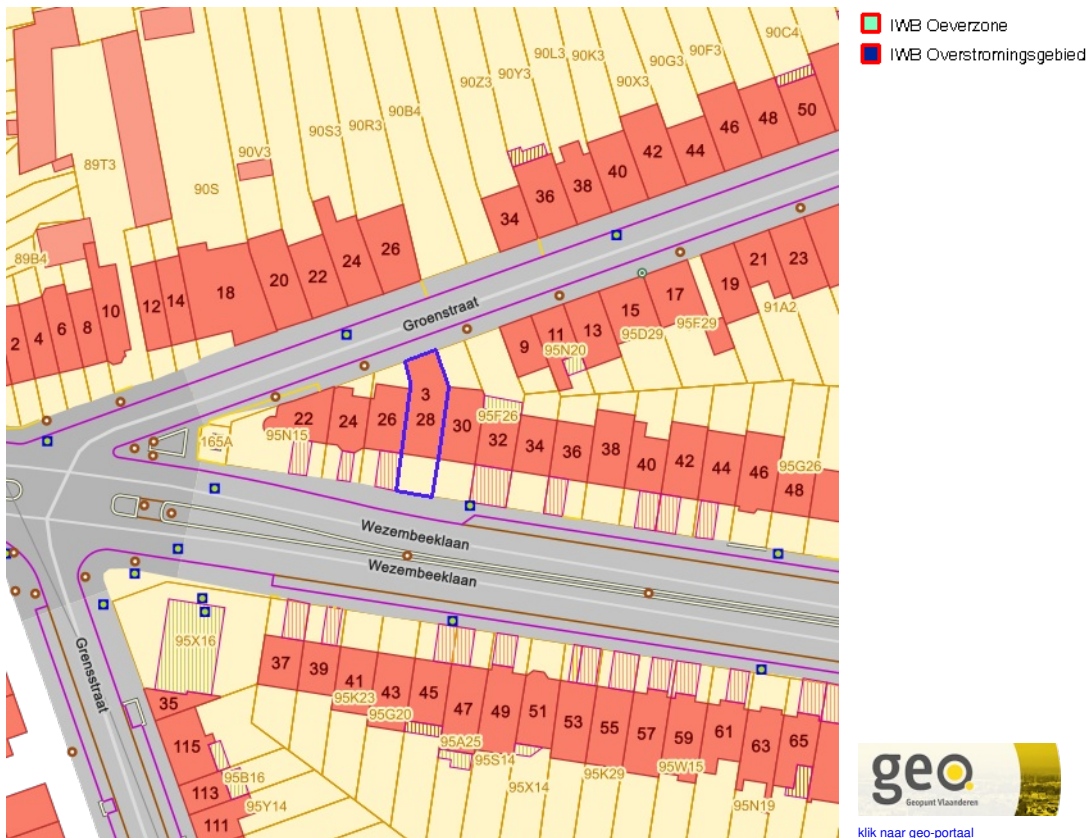 IWB Oeverzone
IWB Overstromingsgebied
90C4
90L3
90F3
90K3
90G3
90Y3
90Z3
90X3
90B4
90R3
90S3
90V3
89T3
90S
89B4
50
48
46
44
42
40
38
36
34
26
24
22
20
18
14
12
10
8
6
4
2
Groenstraat
23
21
19
17
15
13
11
9
91A2
95F29
95D29
95N20
3
28
22
24
26
30
32
34
36
38
40
42
44
46
48
165A
95N15
95F26
95G26
Wezembeeklaan
Wezembeeklaan
Grensstraat
95X16
35
115
113
111
95B16
95Y14
37
39
41
43
45
47
49
51
53
55
57
59
61
63
65
95K23
95G20
95A25
95S14
95X14
95K29
95W15
95N19
geo
Geopunt Vlaanderen
klik naar geo-portaal